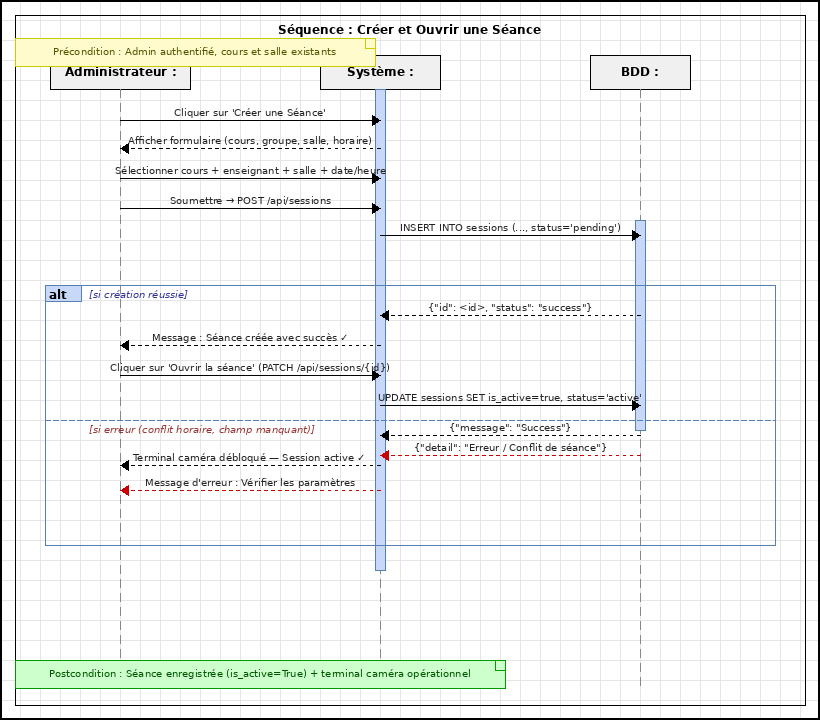 Séquence : Créer et Ouvrir une Séance
Précondition : Admin authentifié, cours et salle existants
Administrateur :
Système :
BDD :
Cliquer sur 'Créer une Séance'
Afficher formulaire (cours, groupe, salle, horaire)
Sélectionner cours + enseignant + salle + date/heure
Soumettre → POST /api/sessions
INSERT INTO sessions (..., status='pending')
alt
[si création réussie]
{"id": <id>, "status": "success"}
Message : Séance créée avec succès ✓
Cliquer sur 'Ouvrir la séance' (PATCH /api/sessions/{id})
UPDATE sessions SET is_active=true, status='active'
[si erreur (conflit horaire, champ manquant)]
{"message": "Success"}
{"detail": "Erreur / Conflit de séance"}
Terminal caméra débloqué — Session active ✓
Message d'erreur : Vérifier les paramètres
Postcondition : Séance enregistrée (is_active=True) + terminal caméra opérationnel